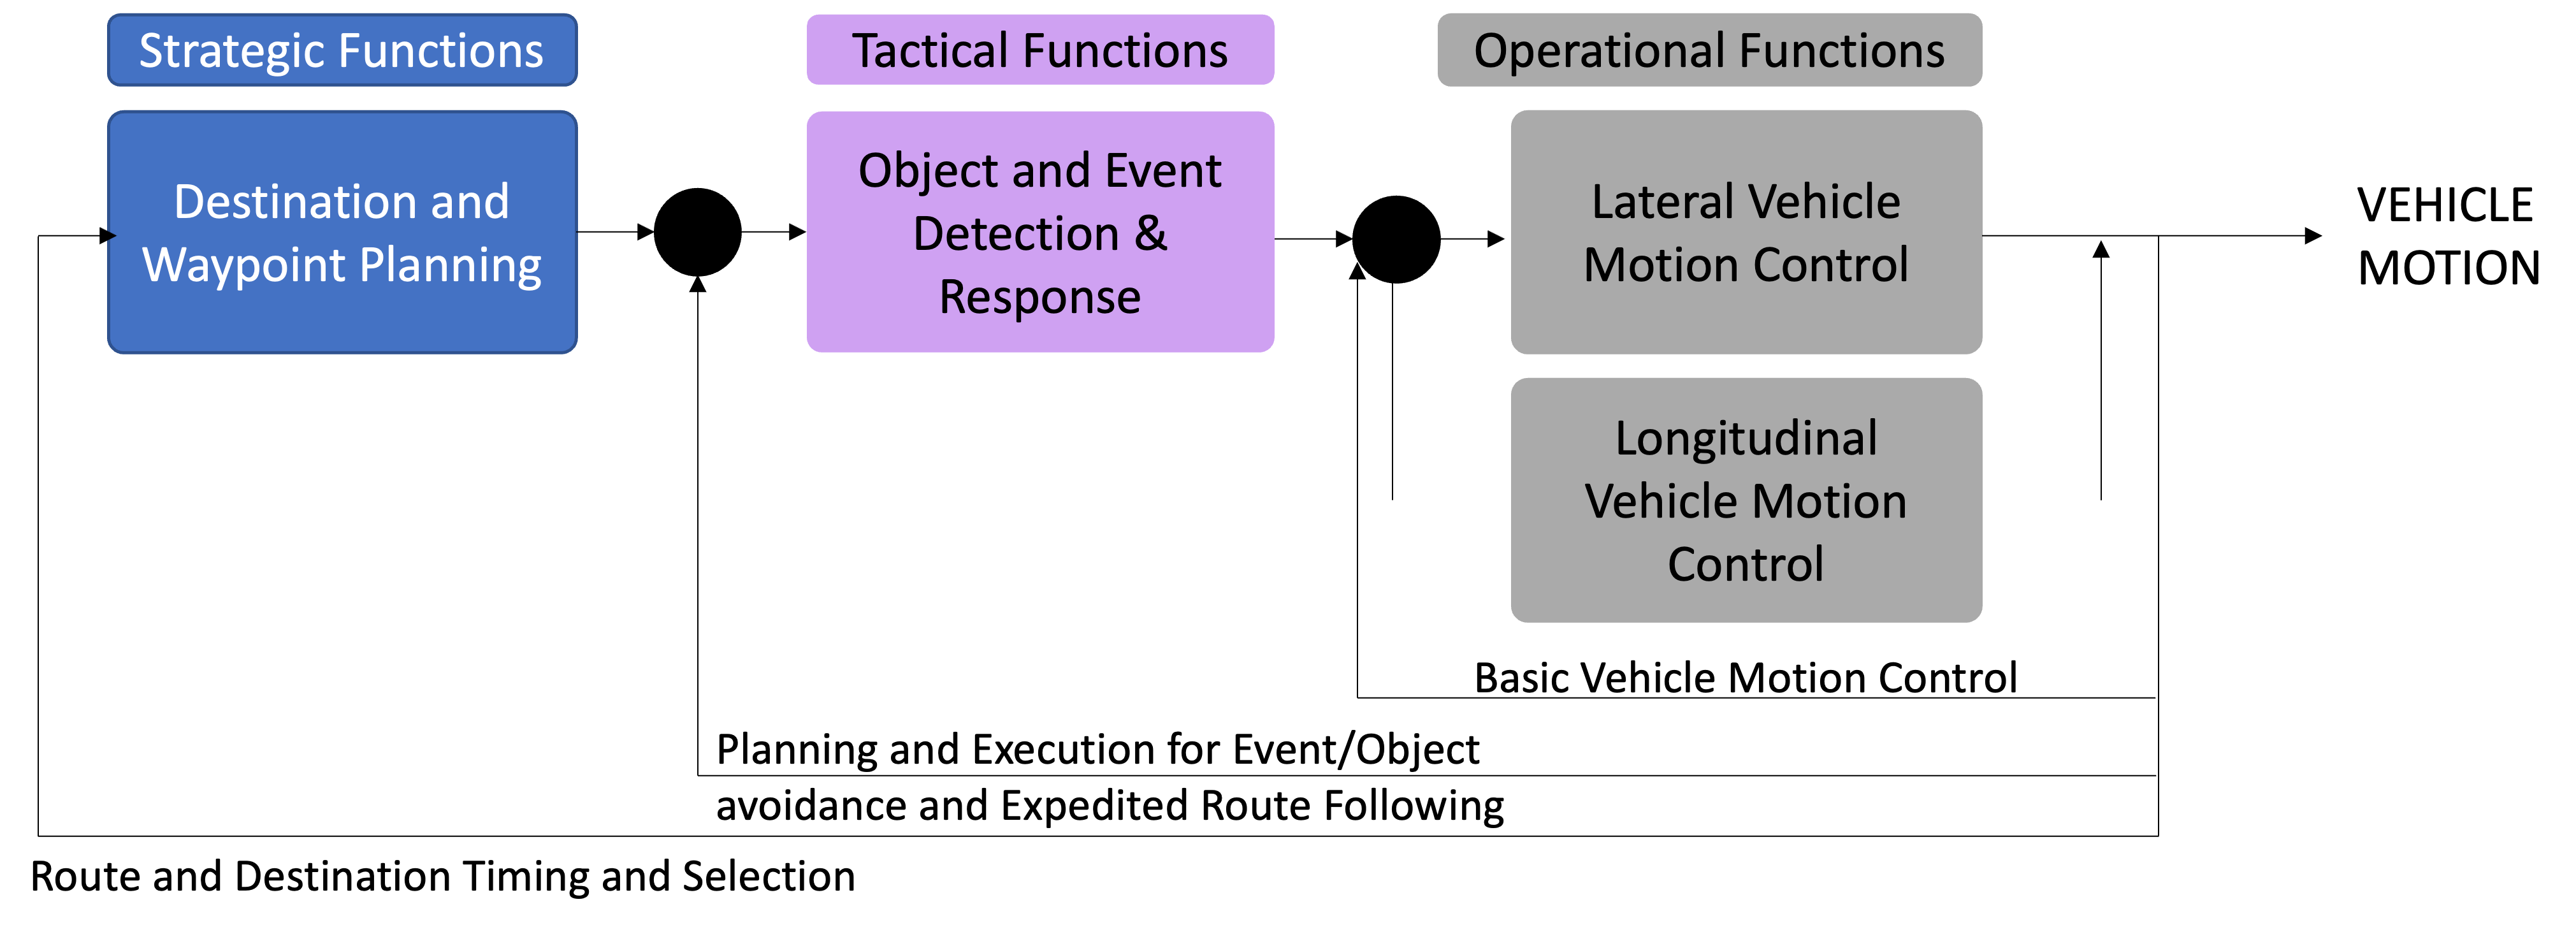 Strategic Functions
Tactical Functions
Operational Functions
Destination and
Waypoint Planning
Object and Event
Detection &
Response
Lateral Vehicle
Motion Control
VEHICLE
MOTION
Longitudinal
Vehicle Motion
Control
Basic Vehicle Motion Control
Planning and Execution for Event/Object
avoidance and Expedited Route Following
Route and Destination Timing and Selection